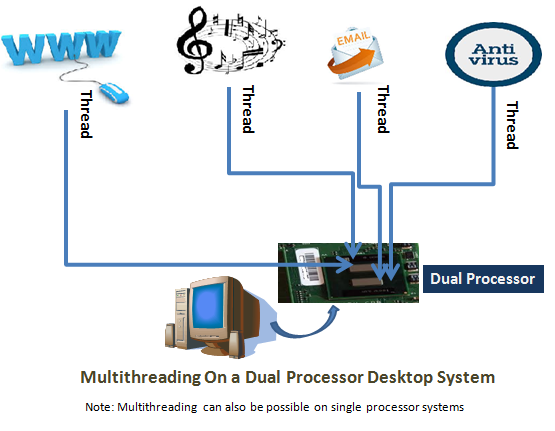 WWW
EMAIL
Anti
virus
Thread
Thread
Thread
Thread
Dual Processor
Multithreading On a Dual Processor Desktop System
Note: Multithreading can also be possible on single processor systems